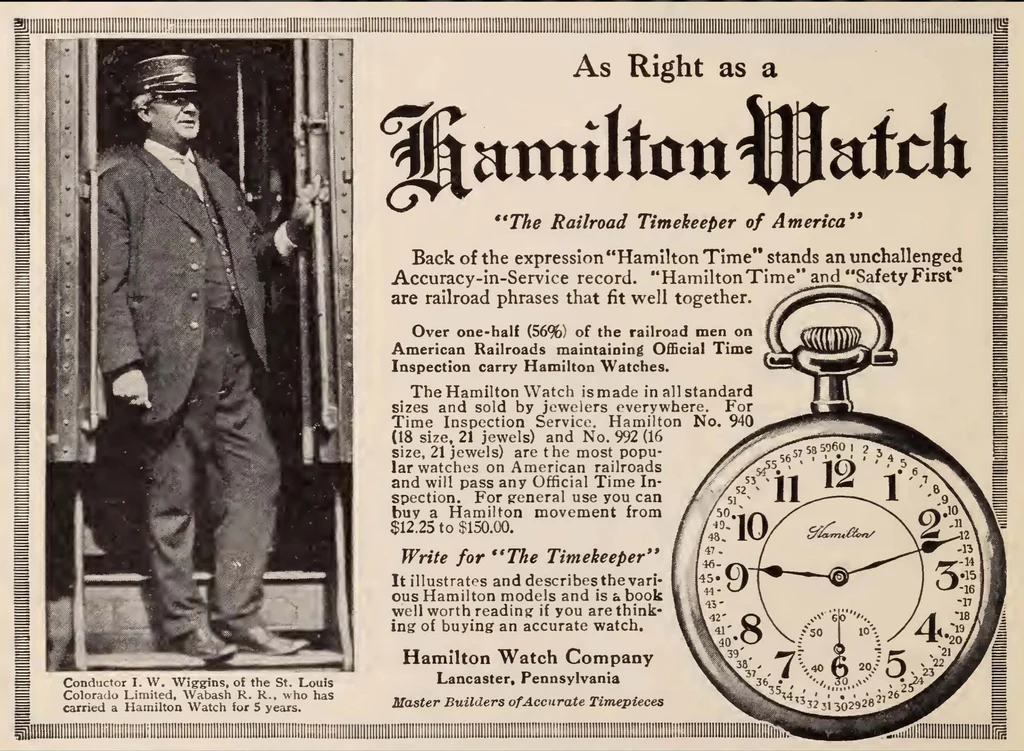 As Right as a
Hamilton Watch
"The Railroad Timekeeper of America"
Back of the expression "Hamilton Time" stands an unchallenged
Accuracy-in-Service record. "Hamilton Time" and "Safety First"
are railroad phrases that fit well together.
Over one-half (56%) of the railroad men on
American Railroads maintaining Official Time
Inspection carry Hamilton Watches.
The Hamilton Watch is made in all standard
sizes and sold by jewelers everywhere. For
Time Inspection Service, Hamilton No. 940
(18 size, 21 jewels) and No. 992 (16
size, 21 jewels) are the most popu-
lar watches on American railroads
and will pass any Official Time In-
spection. For general use you can
buy a Hamilton movement from
$12.25 to $150.00.
Write for "The Timekeeper"
It illustrates and describes the vari-
ous Hamilton models and is a book
well worth reading if you are think-
ing of buying an accurate watch.
Hamilton Watch Company
Lancaster, Pennsylvania
Master Builders of Accurate Timepieces
Conductor I. W. Wiggins, of the St. Louis
Colorado Limited, Wabash R. R., who has
carried a Hamilton Watch for 5 years.
Hamilton
12
1
2
3
4
5
6
7
8
9
10
11
60
10
20
30
40
50